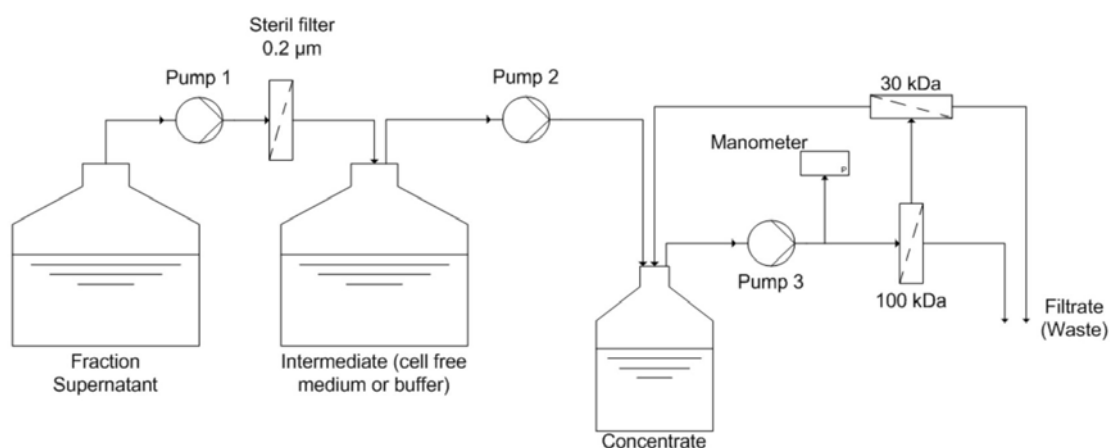 Steril filter
0.2 µm
Pump 1
Pump 2
30 kDa
Manometer
P
Pump 3
100 kDa
Filtrate
(Waste)
Fraction
Supernatant
Intermediate (cell free
medium or buffer)
Concentrate